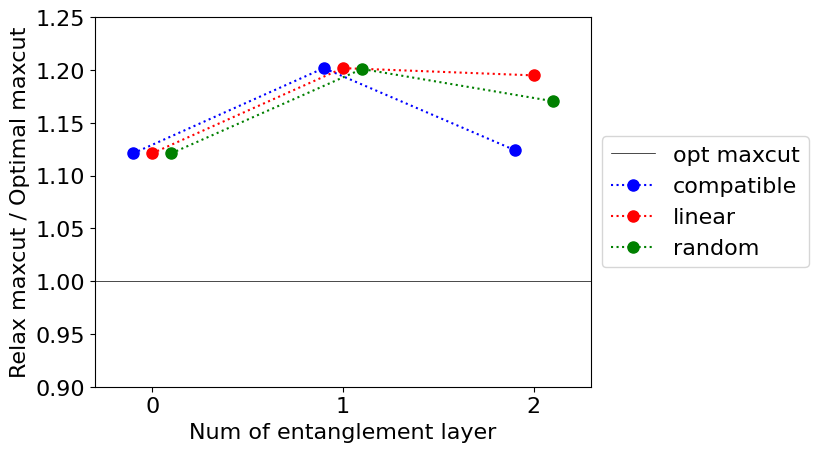 Relax maxcut / Optimal maxcut
1.25
1.20
1.15
1.10
1.05
1.00
0.95
0.90
0
1
2
Num of entanglement layer
opt maxcut
compatible
linear
random